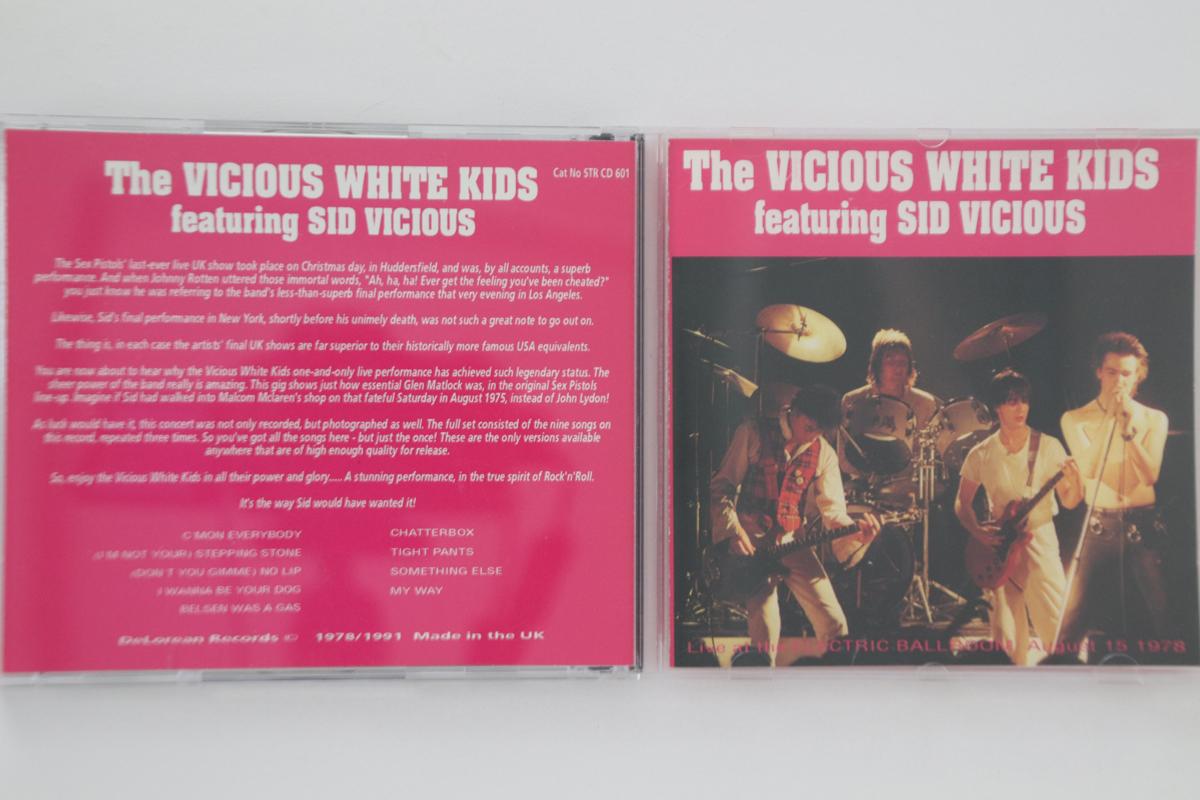 The VICIOUS WHITE KIDS
Cat No STR CD 601
featuring SID VICIOUS
The Sex Pistols' last-ever live UK show took place on Christmas day, in Huddersfield, and was, by all accounts, a superb
performance. And when Johnny Rotten uttered those immortal words, "Ah, ha, ha! Ever get the feeling you've been cheated?"
you just know he was referring to the band's less-than-superb final performance that very evening in Los Angeles.
Likewise, Sid's final performance in New York, shortly before his unimely death, was not such a great note to go out on.
The thing is, in each case the artists' final UK shows are far superior to their historically more famous USA equivalents.
You are now about to hear why the Vicious White Kids one-and-only live performance has achieved such legendary status. The
sheer power of the band really is amazing. This gig shows just how essential Glen Matlock was, in the original Sex Pistols
line-up. Imagine if Sid had walked into Malcom Mclaren's shop on that fateful Saturday in August 1975, instead of John Lydon!
As luck would have it, this concert was not only recorded, but photographed as well. The full set consisted of the nine songs on
this record, repeated three times. So you've got all the songs here - but just the once! These are the only versions available
anywhere that are of high enough quality for release.
So, enjoy the Vicious White Kids in all their power and glory..... A stunning performance, in the true spirit of Rock'n'Roll.
It's the way Sid would have wanted it!
C'MON EVERYBODY
(I'M NOT YOUR) STEPPING STONE
(DON'T YOU GIMME) NO LIP
I WANNA BE YOUR DOG
BELSEN WAS A GAS
CHATTERBOX
TIGHT PANTS
SOMETHING ELSE
MY WAY
DeLorean Records © 1978/1991 Made in the UK
The VICIOUS WHITE KIDS
featuring SID VICIOUS
Live at the ELECTRIC BALLROOM, August 15 1978